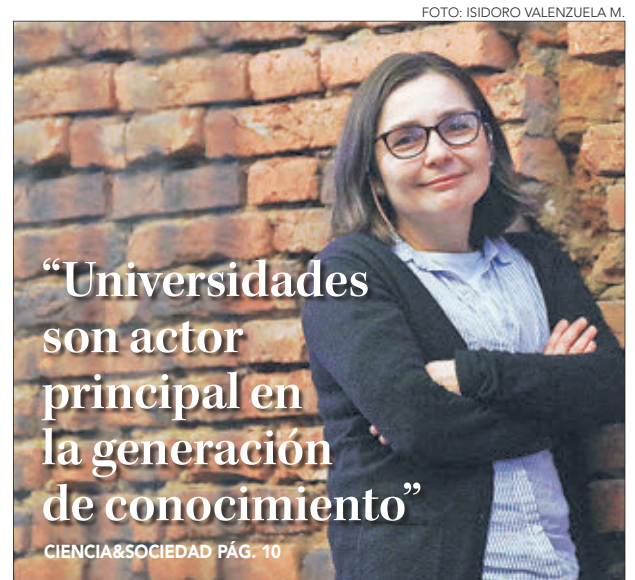 FOTO: ISIDORO VALENZUELA M.
“Universidades
son actor
principal en
la generación
de conocimiento”
CIENCIA&SOCIEDAD PÁG. 10